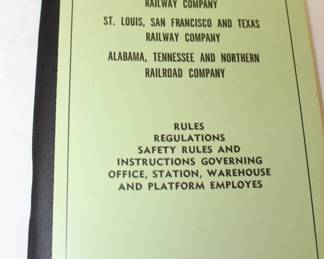 RAILWAY COMPANY
ST. LOUIS, SAN FRANCISCO AND TEXAS
RAILWAY COMPANY
ALABAMA, TENNESSEE AND NORTHERN
RAILROAD COMPANY
RULES
REGULATIONS
SAFETY RULES AND
INSTRUCTIONS GOVERNING
OFFICE, STATION, WAREHOUSE
AND PLATFORM EMPLOYES